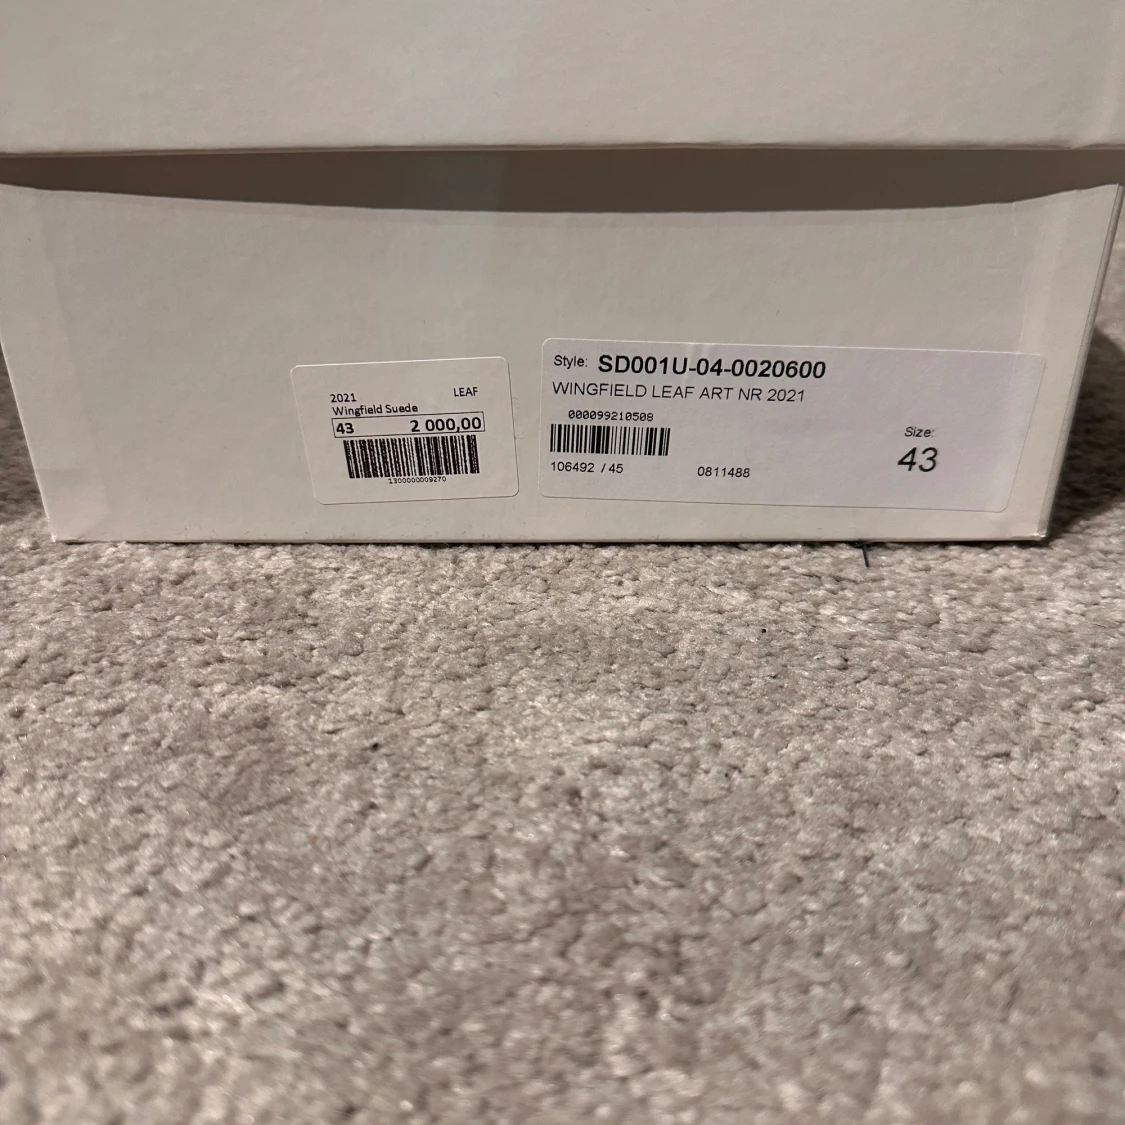 2021 LEAF
Wingfield Suede
43 2 000,00
1300000009270
Style: SD001U-04-0020600
WINGFIELD LEAF ART NR 2021
000099210508
106492 / 45 0811488
Size:
43